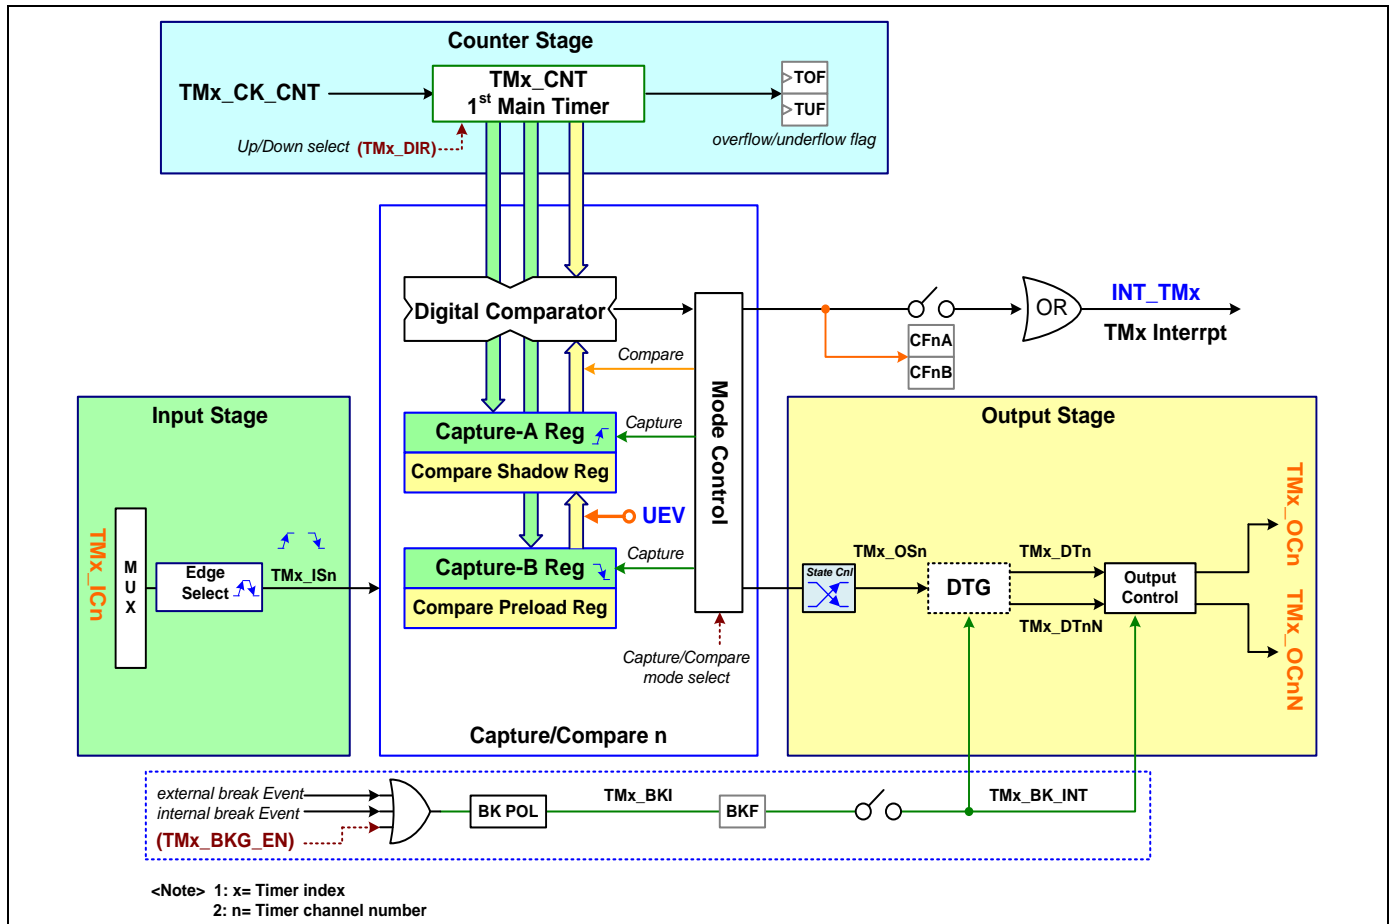 Counter Stage
TMx_CK_CNT
TMx_CNT
1st Main Timer
TOF
TUF
Up/Down select (TMx_DIR)
overflow/underflow flag
Digital Comparator
Compare
Capture-A Reg
Capture
Compare Shadow Reg
UEV
Capture-B Reg
Capture
Compare Preload Reg
Mode Control
Capture/Compare
mode select
Capture/Compare n
CFnA
CFnB
OR
INT_TMx
TMx Interrpt
Input Stage
TMx_ICn
MUX
Edge
Select
TMx_ISn
Output Stage
State Cnl
TMx_OSn
DTG
TMx_DTn
TMx_DTnN
Output
Control
TMx_OCn
TMx_OCnN
external break Event
internal break Event
(TMx_BKG_EN)
BK POL
TMx_BKI
BKF
TMx_BK_INT
<Note> 1: x= Timer index
2: n= Timer channel number